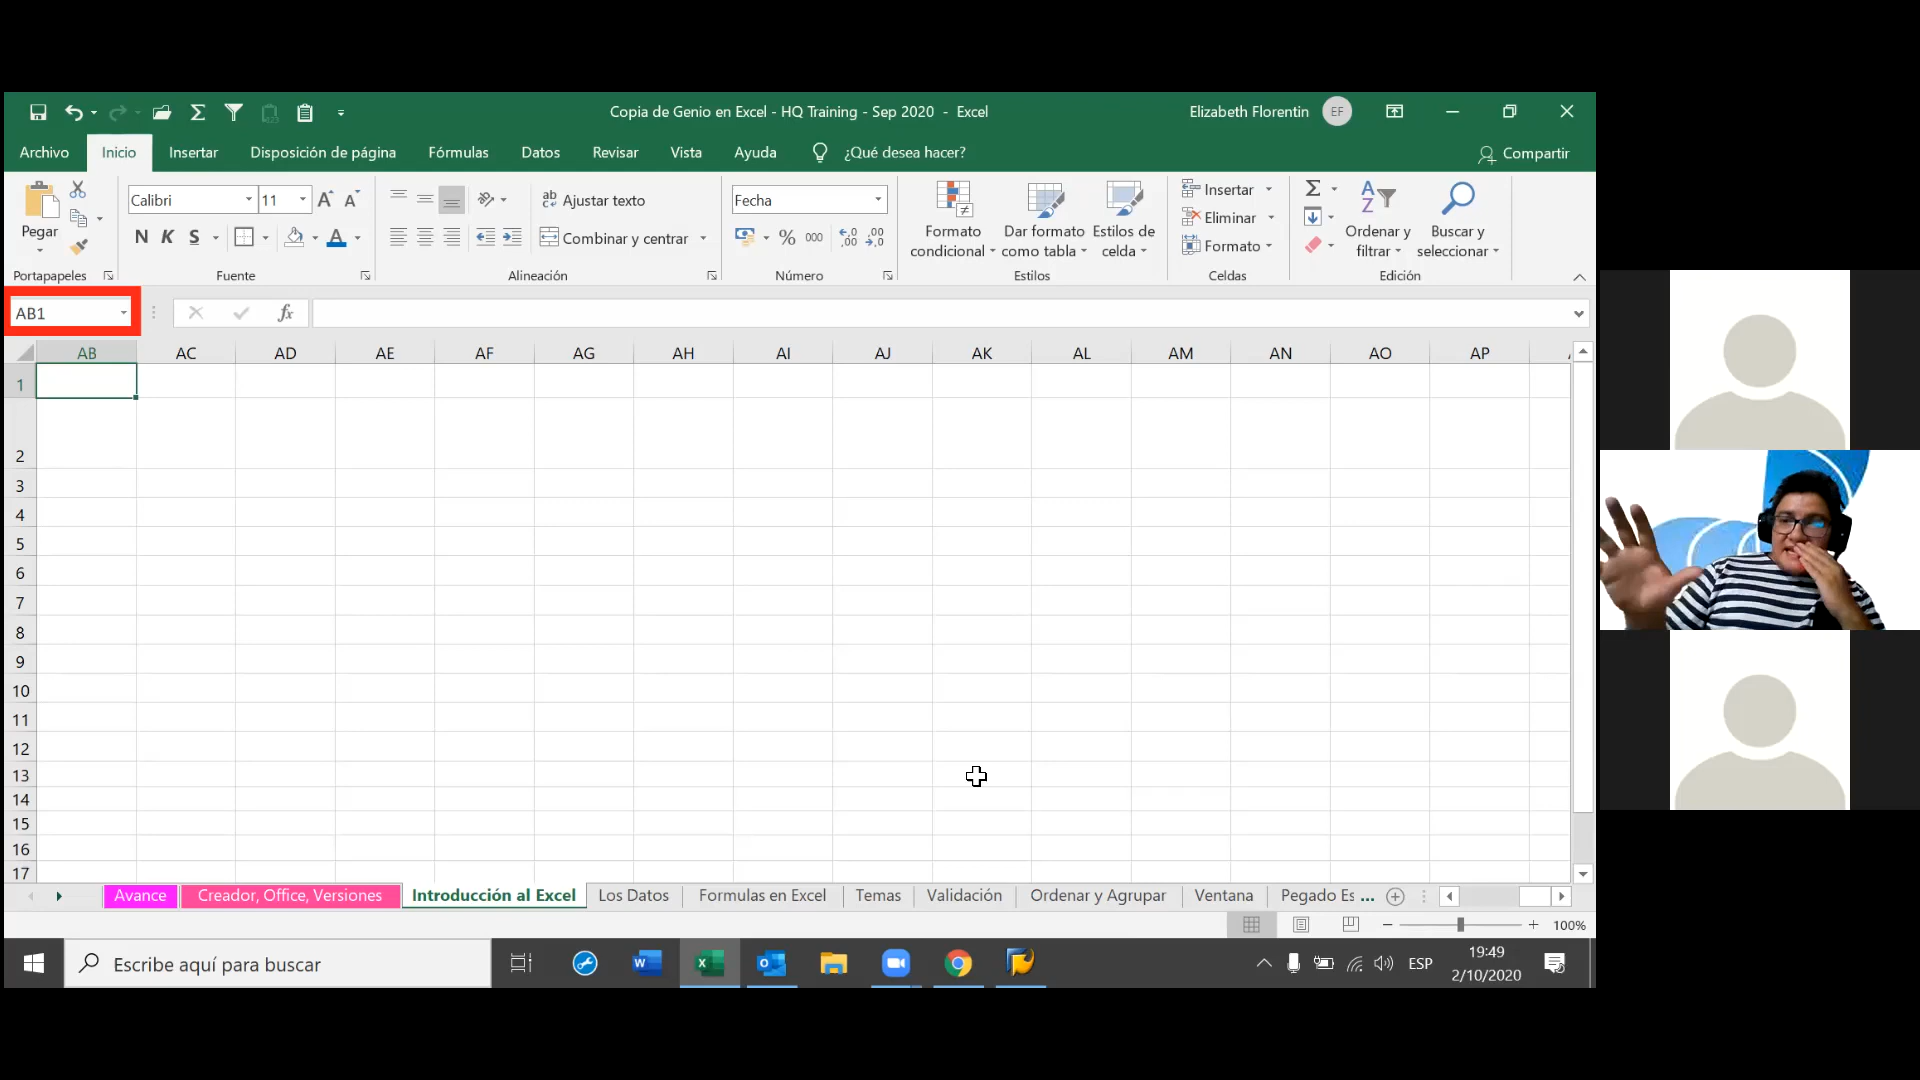 Copia de Genio en Excel - HQ Training - Sep 2020 - Excel
Elizabeth Florentin
EF
Archivo
Inicio
Insertar
Disposición de página
Fórmulas
Datos
Revisar
Vista
Ayuda
¿Qué desea hacer?
Compartir
Pegar
Portapapeles
Calibri
11
N K S
Fuente
Ajustar texto
Combinar y centrar
Alineación
Fecha
% 000
Número
Formato
condicional
Dar formato
como tabla
Estilos de
celda
Estilos
Insertar
Eliminar
Formato
Celdas
Ordenar y
filtrar
Buscar y
seleccionar
Edición
AB1
fx
AB AC AD AE AF AG AH AI AJ AK AL AM AN AO AP
1
2
3
4
5
6
7
8
9
10
11
12
13
14
15
16
17
Avance
Creador, Office, Versiones
Introducción al Excel
Los Datos
Formulas en Excel
Temas
Validación
Ordenar y Agrupar
Ventana
Pegado Es ...
100%
Escribe aquí para buscar
ESP
19:49
2/10/2020